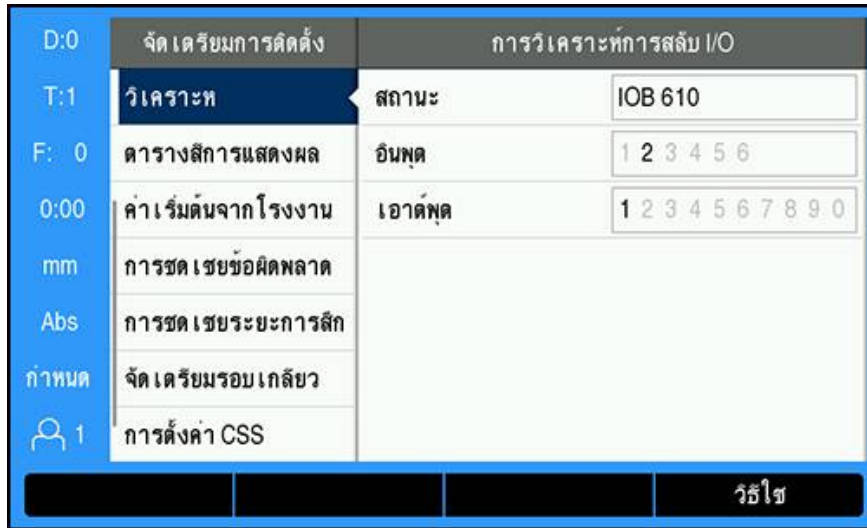 D:0 จัดเตรียมการติดตั้ง การวิเคราะห์การสลับ I/O
T:1 วิเคราะห สถานะ IOB 610
F: 0 ตารางสีการแสดงผล อินพุต 1 2 3 4 5 6
0:00 ค่าเริ่มต้นจากโรงงาน เอาต์พุต 1 2 3 4 5 6 7 8 9 0
mm การชดเชยข้อผิดพลาด
Abs การชดเชยระยะการสึก
กำหนด จัดเตรียมรอบเกลียว
1 การตั้งค่า CSS
วิธีใช